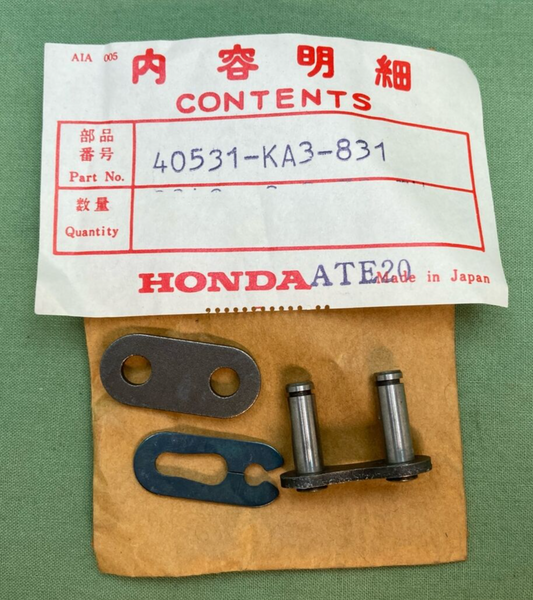 AIA 005
内容明細
CONTENTS
部品
番号
Part No.
40531-KA3-831
数量
Quantity
HONDA ATE20 Made in Japan